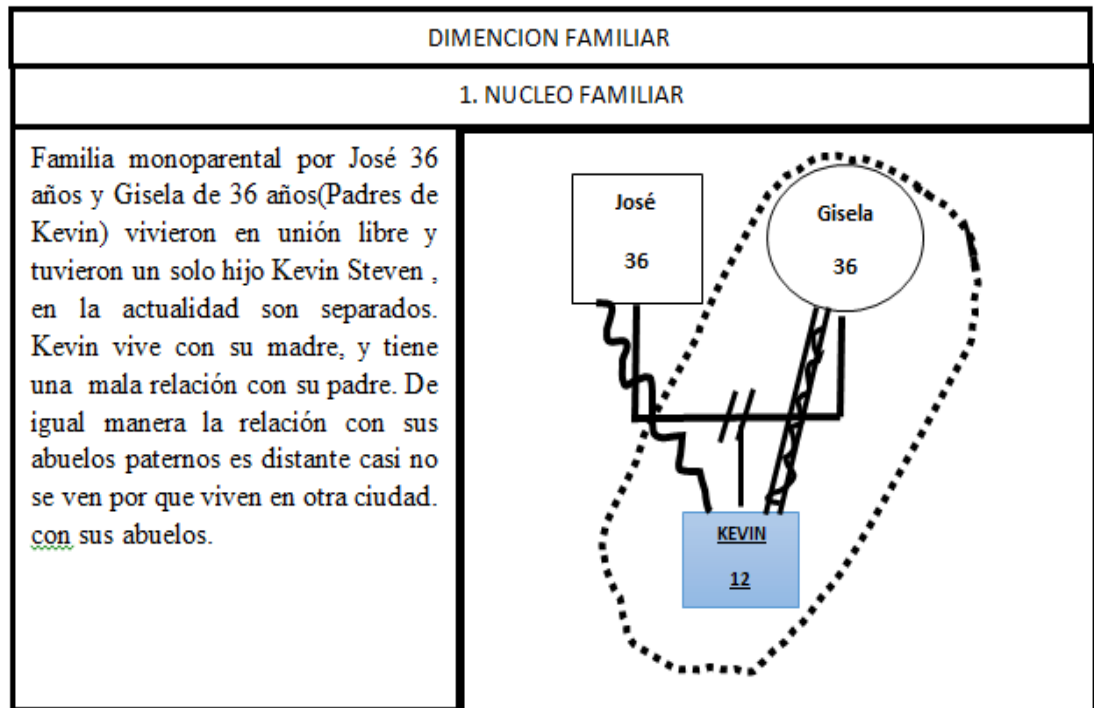 DIMENCION FAMILIAR
1. NUCLEO FAMILIAR
Familia monoparental por José 36
años y Gisela de 36 años(Padres de
Kevin) vivieron en unión libre y
tuvieron un solo hijo Kevin Steven ,
en la actualidad son separados.
Kevin vive con su madre, y tiene
una mala relación con su padre. De
igual manera la relación con sus
abuelos paternos es distante casi no
se ven por que viven en otra ciudad.
con sus abuelos.
José
36
Gisela
36
KEVIN
12